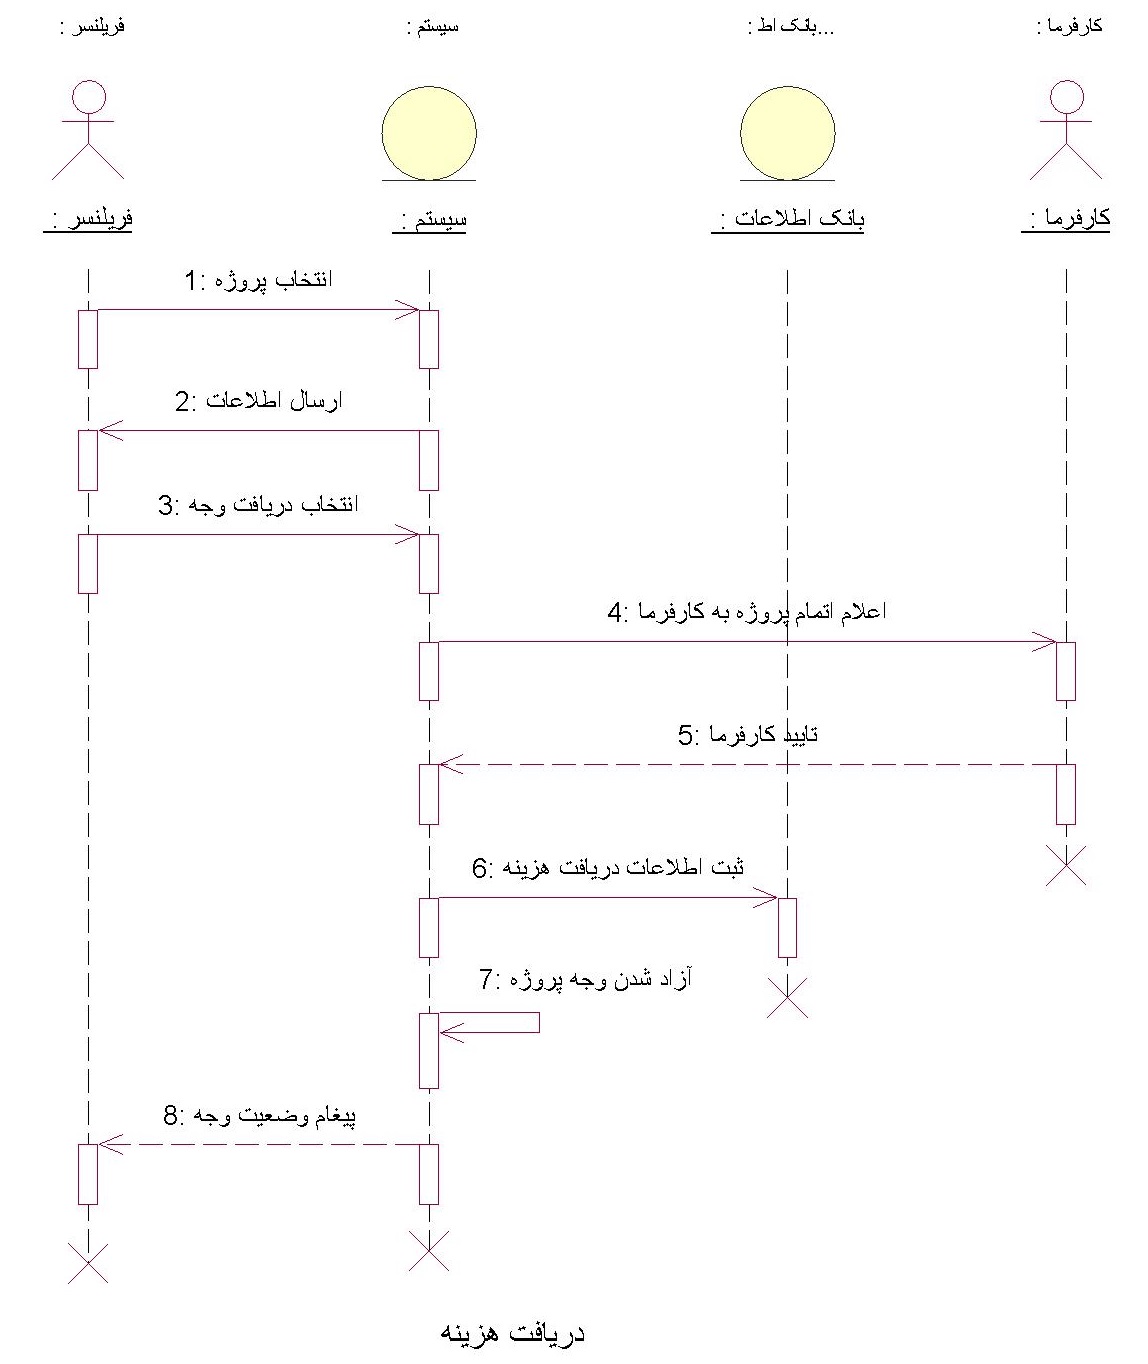 فریلنسر :
سیستم :
بانک اط... :
کارفرما :
فریلنسر :
سیستم :
بانک اطلاعات :
کارفرما :
1: انتخاب پروژه
2: ارسال اطلاعات
3: انتخاب دریافت وجه
4: اعلام اتمام پروژه به کارفرما
5: تایید کارفرما
6: ثبت اطلاعات دریافت هزینه
7: آزاد شدن وجه پروژه
8: پیغام وضعیت وجه
دریافت هزینه